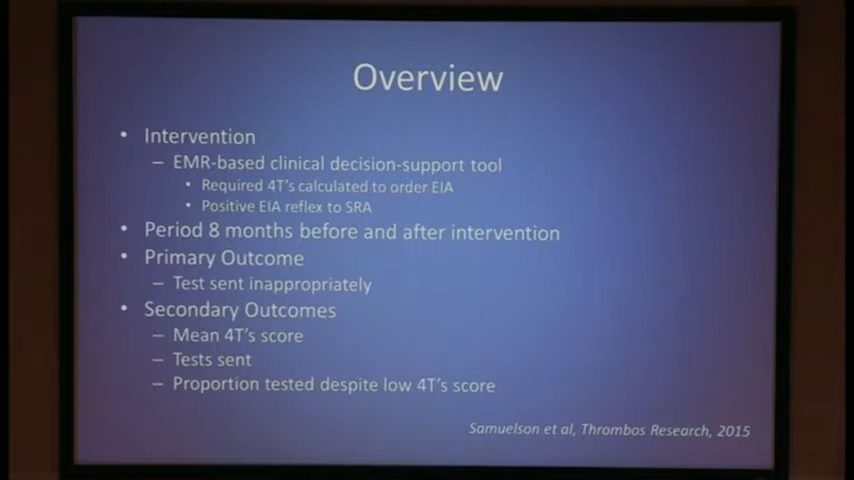 Overview
• Intervention
– EMR-based clinical decision-support tool
• Required 4T's calculated to order EIA
• Positive EIA reflex to SRA
• Period 8 months before and after intervention
• Primary Outcome
– Test sent inappropriately
• Secondary Outcomes
– Mean 4T's score
– Tests sent
– Proportion tested despite low 4T's score
Samuelson et al, Thrombos Research, 2015